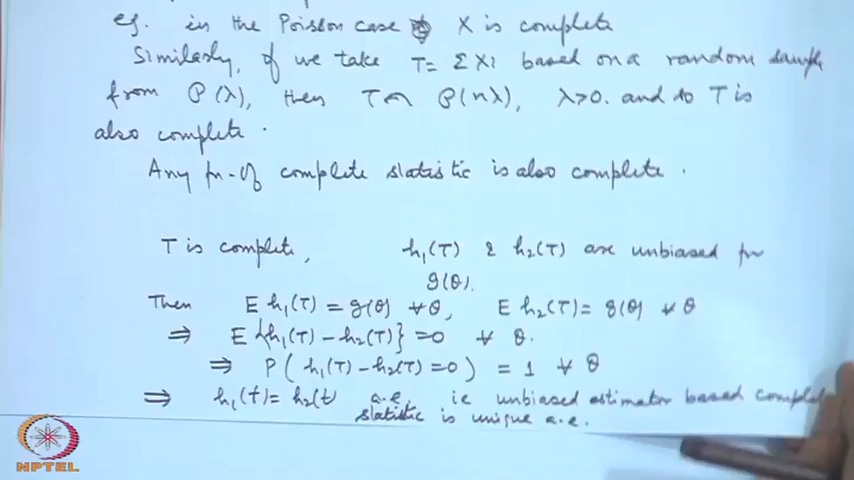 eg. in the Poisson case X is complete
Similarly, if we take T = Σ Xi based on a random sample
from P(λ), then T ~ P(nλ), λ>0. and so T is
also complete.
Any fn. of complete statistic is also complete.
T is complete, h₁(T) & h₂(T) are unbiased for
g(θ).
Then E h₁(T) = g(θ) ∀ θ, E h₂(T) = g(θ) ∀ θ
⇒ E {h₁(T) − h₂(T)} = 0 ∀ θ.
⇒ P( h₁(T) − h₂(T) = 0 ) = 1 ∀ θ
⇒ h₁(t) = h₂(t) a.e. ie unbiased estimator based complete
statistic is unique a.e.
NPTEL